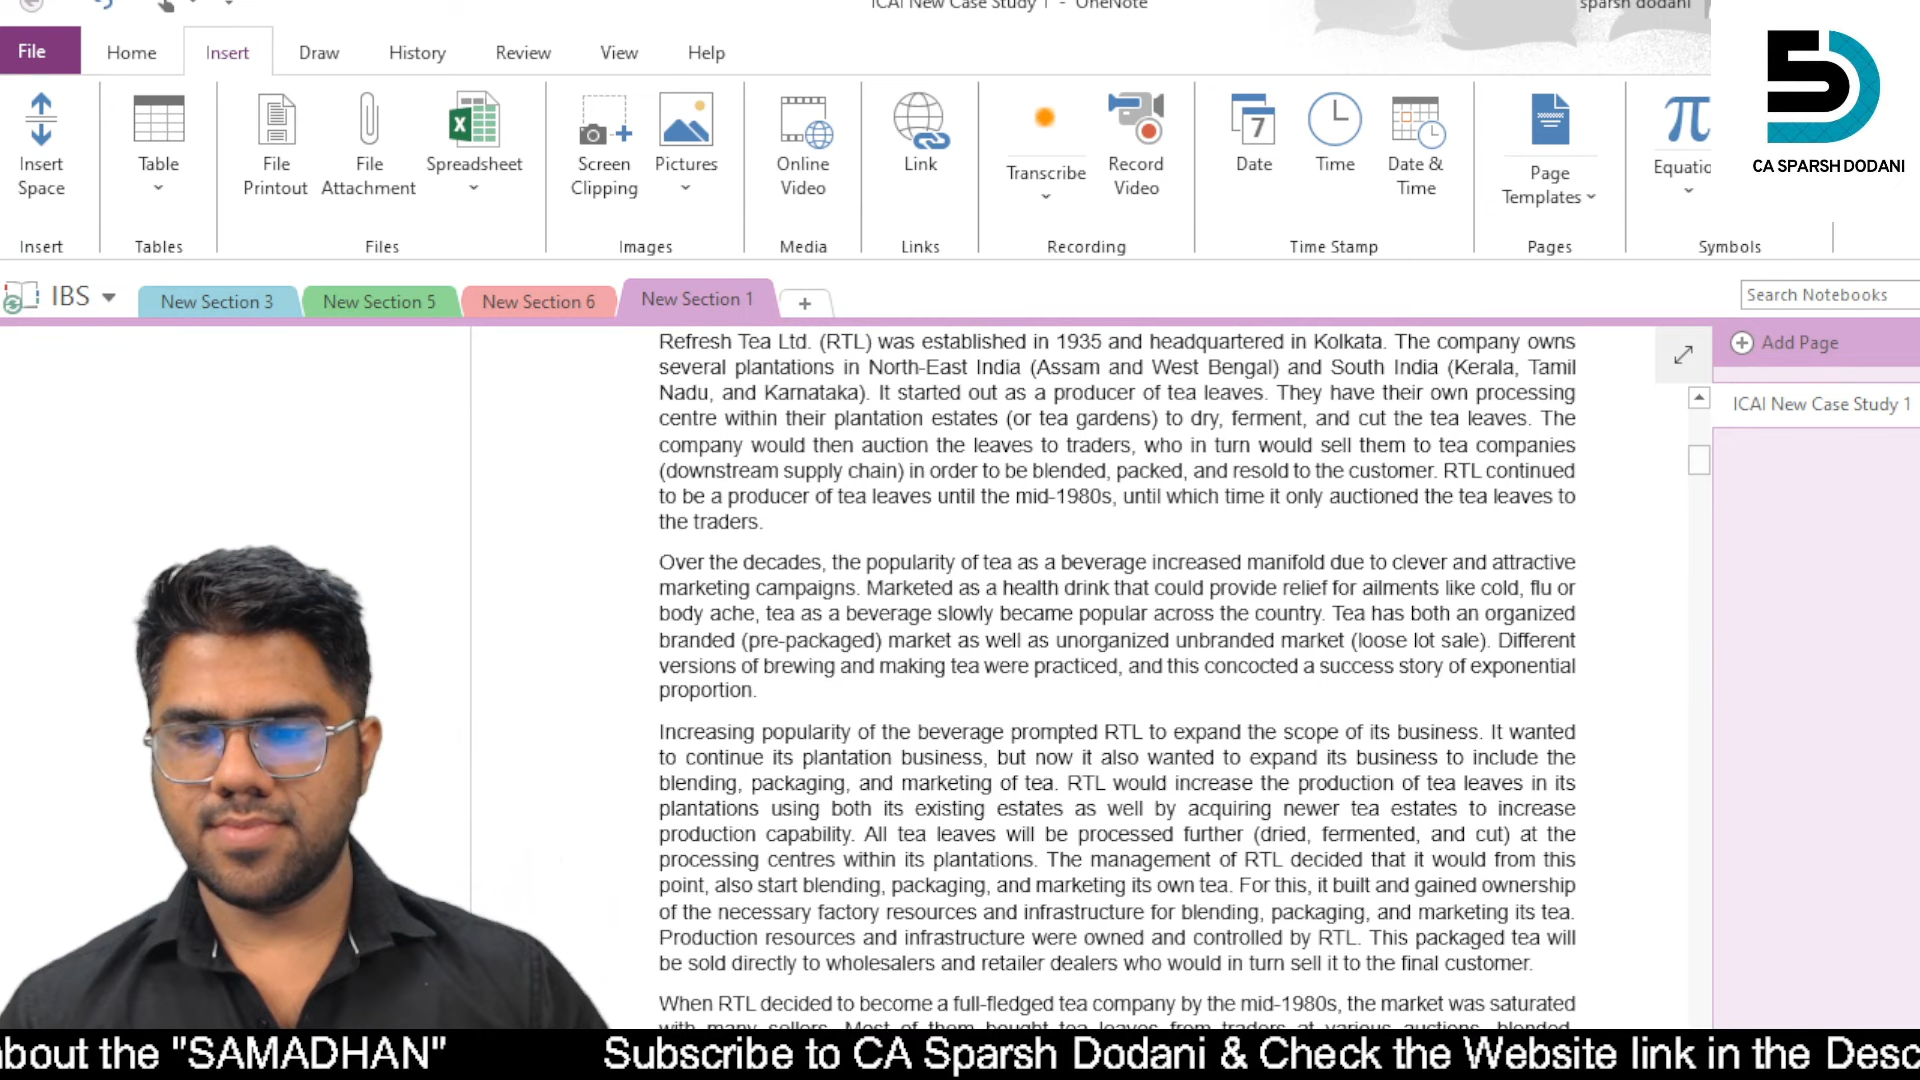 ICAI New Case Study 1 - OneNote
sparsh dodani
File
Home
Insert
Draw
History
Review
View
Help
Insert
Space
Table
File
Printout
File
Attachment
Spreadsheet
Screen
Clipping
Pictures
Online
Video
Link
Transcribe
Record
Video
7
Date
Time
Date &
Time
Page
Templates
π
Equatio
Insert
Tables
Files
Images
Media
Links
Recording
Time Stamp
Pages
Symbols
CA SPARSH DODANI
IBS
New Section 3
New Section 5
New Section 6
New Section 1
+
Search Notebooks
Add Page
ICAI New Case Study 1
Refresh Tea Ltd. (RTL) was established in 1935 and headquartered in Kolkata. The company owns
several plantations in North-East India (Assam and West Bengal) and South India (Kerala, Tamil
Nadu, and Karnataka). It started out as a producer of tea leaves. They have their own processing
centre within their plantation estates (or tea gardens) to dry, ferment, and cut the tea leaves. The
company would then auction the leaves to traders, who in turn would sell them to tea companies
(downstream supply chain) in order to be blended, packed, and resold to the customer. RTL continued
to be a producer of tea leaves until the mid-1980s, until which time it only auctioned the tea leaves to
the traders.
Over the decades, the popularity of tea as a beverage increased manifold due to clever and attractive
marketing campaigns. Marketed as a health drink that could provide relief for ailments like cold, flu or
body ache, tea as a beverage slowly became popular across the country. Tea has both an organized
branded (pre-packaged) market as well as unorganized unbranded market (loose lot sale). Different
versions of brewing and making tea were practiced, and this concocted a success story of exponential
proportion.
Increasing popularity of the beverage prompted RTL to expand the scope of its business. It wanted
to continue its plantation business, but now it also wanted to expand its business to include the
blending, packaging, and marketing of tea. RTL would increase the production of tea leaves in its
plantations using both its existing estates as well by acquiring newer tea estates to increase
production capability. All tea leaves will be processed further (dried, fermented, and cut) at the
processing centres within its plantations. The management of RTL decided that it would from this
point, also start blending, packaging, and marketing its own tea. For this, it built and gained ownership
of the necessary factory resources and infrastructure for blending, packaging, and marketing its tea.
Production resources and infrastructure were owned and controlled by RTL. This packaged tea will
be sold directly to wholesalers and retailer dealers who would in turn sell it to the final customer.
When RTL decided to become a full-fledged tea company by the mid-1980s, the market was saturated
with many sellers. Most of them bought tea leaves from traders at various auctions, blended,
about the "SAMADHAN" Subscribe to CA Sparsh Dodani & Check the Website link in the Desc